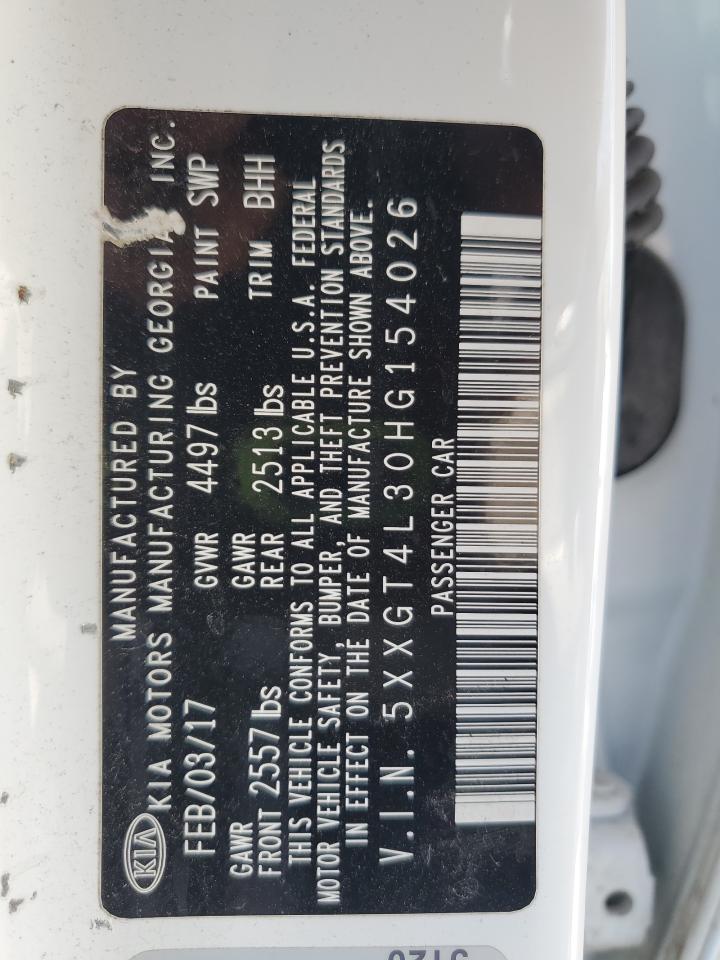 MANUFACTURED BY
KIA KIA MOTORS MANUFACTURING GEORGIA INC.
FEB/03/17 GVWR 4497 lbs PAINT SWP
GAWR FRONT 2557 lbs GAWR REAR 2513 lbs TRIM BHH
THIS VEHICLE CONFORMS TO ALL APPLICABLE U.S.A. FEDERAL
MOTOR VEHICLE SAFETY, BUMPER, AND THEFT PREVENTION STANDARDS
IN EFFECT ON THE DATE OF MANUFACTURE SHOWN ABOVE.
V.I.N. 5XXGT4L30HG154026
PASSENGER CAR